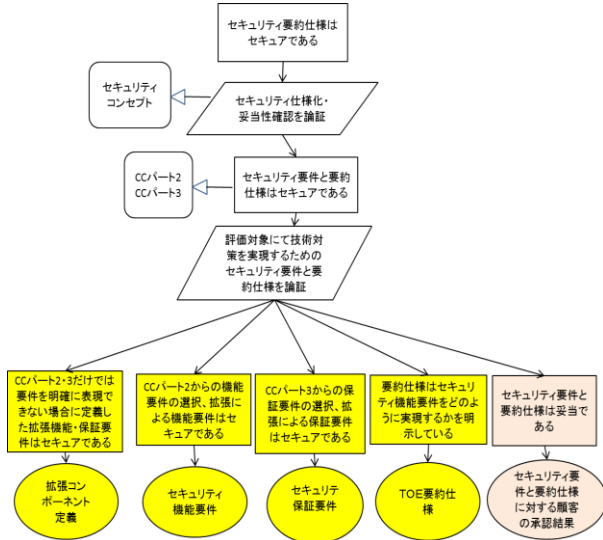 セキュリティ要約仕様は
セキュアである
セキュリティ
コンセプト
セキュリティ仕様化・
妥当性確認を論証
CCパート2
CCパート3
セキュリティ要件と要約
仕様はセキュアである
評価対象にて技術対
策を実現するための
セキュリティ要件と要
約仕様を論証
CCパート2・3だけでは
要件を明確に表現で
きない場合に定義し
た拡張機能・保証要
件はセキュアである
CCパート2からの機能
要件の選択、拡張に
よる機能要件はセ
キュアである
CCパート3からの保
証要件の選択、拡
張による保証要件
はセキュアである
要約仕様はセキュリ
ティ機能要件をどの
ように実現するかを明
示している
セキュリティ要件と
要約仕様は妥当で
ある
拡張コン
ポーネント
定義
セキュリティ
機能要件
セキュリテ
保証要件
TOE要約仕
様
セキュリティ要
件と要約仕様
に対する顧客
の承認結果